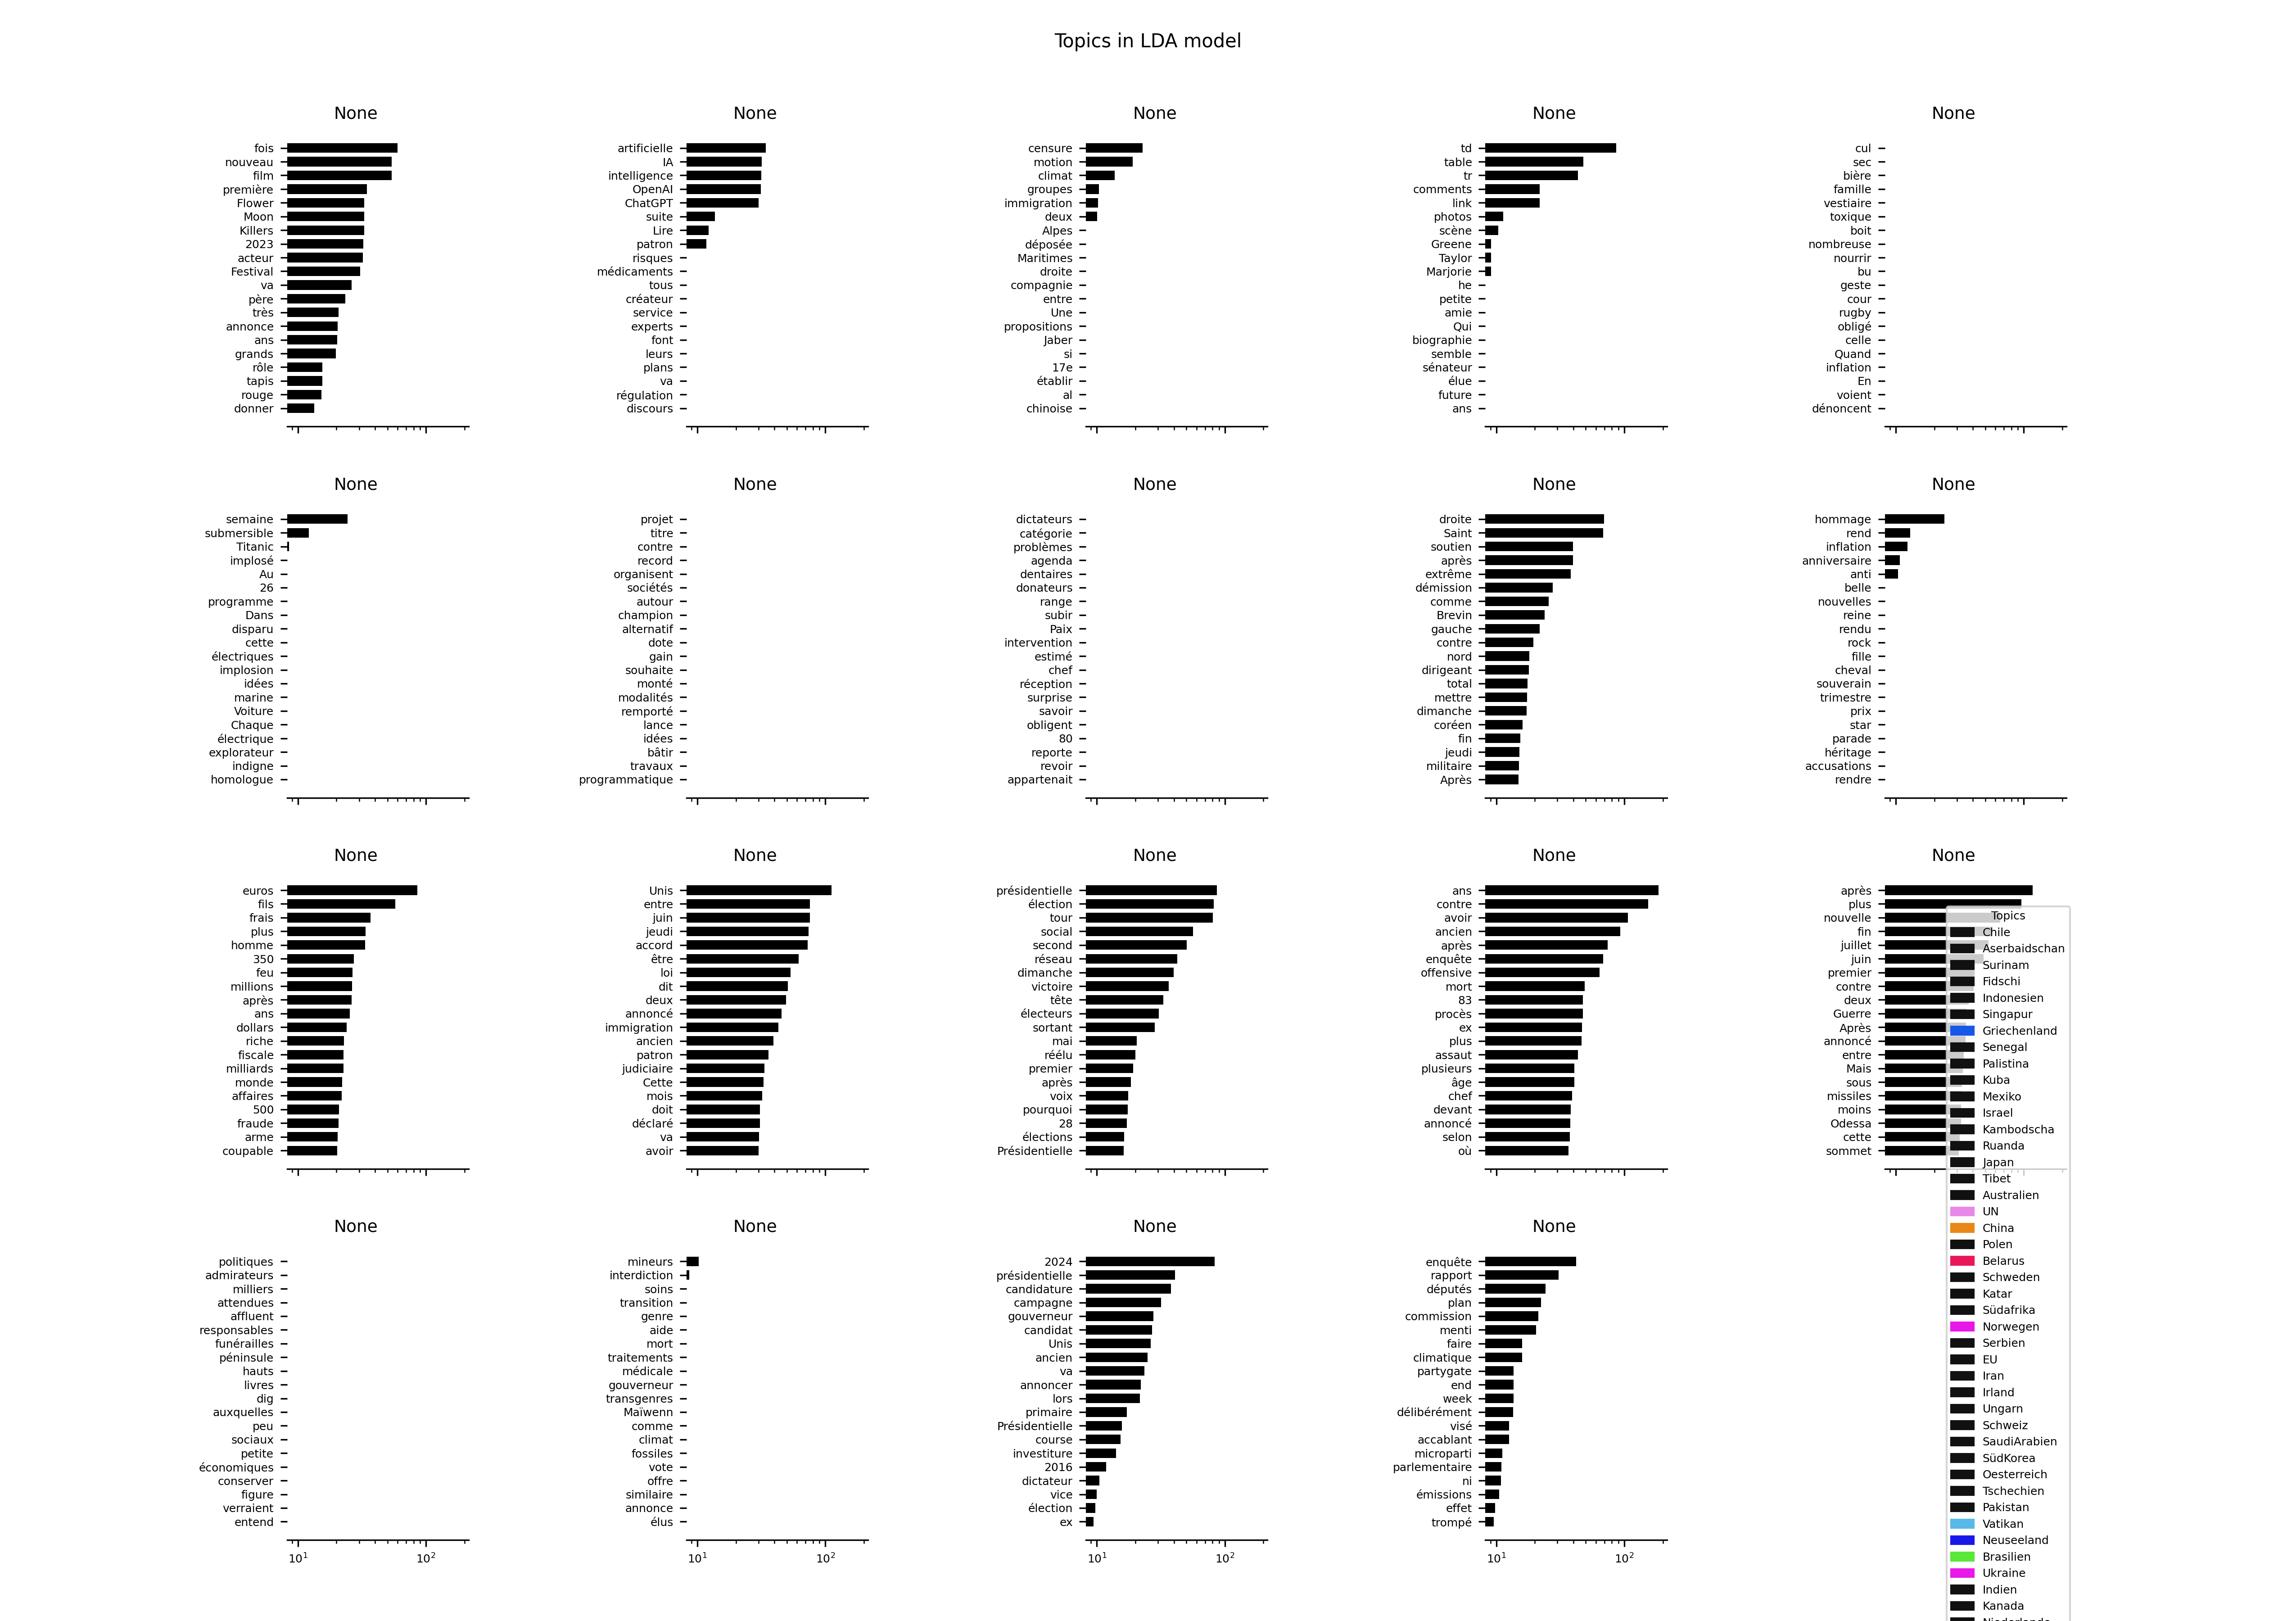 Topics in LDA model
None
fois
nouveau
film
première
Flower
Moon
Killers
2023
acteur
Festival
va
père
très
annonce
ans
grands
rôle
tapis
rouge
donner
None
artificielle
IA
intelligence
OpenAI
ChatGPT
suite
Lire
patron
risques
médicaments
tous
créateur
service
experts
font
leurs
plans
va
régulation
discours
None
censure
motion
climat
groupes
immigration
deux
Alpes
déposée
Maritimes
droite
compagnie
entre
Une
propositions
Jaber
si
17e
établir
al
chinoise
None
td
table
tr
comments
link
photos
scène
Greene
Taylor
Marjorie
he
petite
amie
Qui
biographie
semble
sénateur
élue
future
ans
None
cul
sec
bière
famille
vestiaire
toxique
boit
nombreuse
nourrir
bu
geste
cour
rugby
obligé
celle
Quand
inflation
En
voient
dénoncent
None
semaine
submersible
Titanic
implosé
Au
26
programme
Dans
disparu
cette
électriques
implosion
idées
marine
Voiture
Chaque
électrique
explorateur
indigne
homologue
None
projet
titre
contre
record
organisent
sociétés
autour
champion
alternatif
dote
gain
souhaite
monté
modalités
remporté
lance
idées
bâtir
travaux
programmatique
None
dictateurs
catégorie
problèmes
agenda
dentaires
donateurs
range
subir
Paix
intervention
estimé
chef
réception
surprise
savoir
obligent
80
reporte
revoir
appartenait
None
droite
Saint
soutien
après
extrême
démission
comme
Brevin
gauche
contre
nord
dirigeant
total
mettre
dimanche
coréen
fin
jeudi
militaire
Après
None
hommage
rend
inflation
anniversaire
anti
belle
nouvelles
reine
rendu
rock
fille
cheval
souverain
trimestre
prix
star
parade
héritage
accusations
rendre
None
euros
fils
frais
plus
homme
350
feu
millions
après
ans
dollars
riche
fiscale
milliards
monde
affaires
500
fraude
arme
coupable
None
Unis
entre
juin
jeudi
accord
être
loi
dit
deux
annoncé
immigration
ancien
patron
judiciaire
Cette
mois
doit
déclaré
va
avoir
None
présidentielle
élection
tour
social
second
réseau
dimanche
victoire
tête
électeurs
sortant
mai
réélu
premier
après
voix
pourquoi
28
élections
Présidentielle
None
ans
contre
avoir
ancien
après
enquête
offensive
mort
83
procès
ex
plus
assaut
plusieurs
âge
chef
devant
annoncé
selon
où
None
après
plus
nouvelle
fin
juillet
juin
premier
contre
deux
Guerre
Après
annoncé
entre
Mais
sous
missiles
moins
Odessa
cette
sommet
None
politiques
admirateurs
milliers
attendues
affluent
responsables
funérailles
péninsule
hauts
livres
dig
auxquelles
peu
sociaux
petite
économiques
conserver
figure
verraient
entend
10¹ 10²
None
mineurs
interdiction
soins
transition
genre
aide
mort
traitements
médicale
gouverneur
transgenres
Maïwenn
comme
climat
fossiles
vote
offre
similaire
annonce
élus
10¹ 10²
None
2024
présidentielle
candidature
campagne
gouverneur
candidat
Unis
ancien
va
annoncer
lors
primaire
Présidentielle
course
investiture
2016
dictateur
vice
élection
ex
10¹ 10²
None
enquête
rapport
députés
plan
commission
menti
faire
climatique
partygate
end
week
délibérément
visé
accablant
microparti
parlementaire
ni
émissions
effet
trompé
10¹ 10²
Topics
Chile
Aserbaidschan
Surinam
Fidschi
Indonesien
Singapur
Griechenland
Senegal
Palistina
Kuba
Mexiko
Israel
Kambodscha
Ruanda
Japan
Tibet
Australien
UN
China
Polen
Belarus
Schweden
Katar
Südafrika
Norwegen
Serbien
EU
Iran
Irland
Ungarn
Schweiz
SaudiArabien
SüdKorea
Oesterreich
Tschechien
Pakistan
Vatikan
Neuseeland
Brasilien
Ukraine
Indien
Kanada